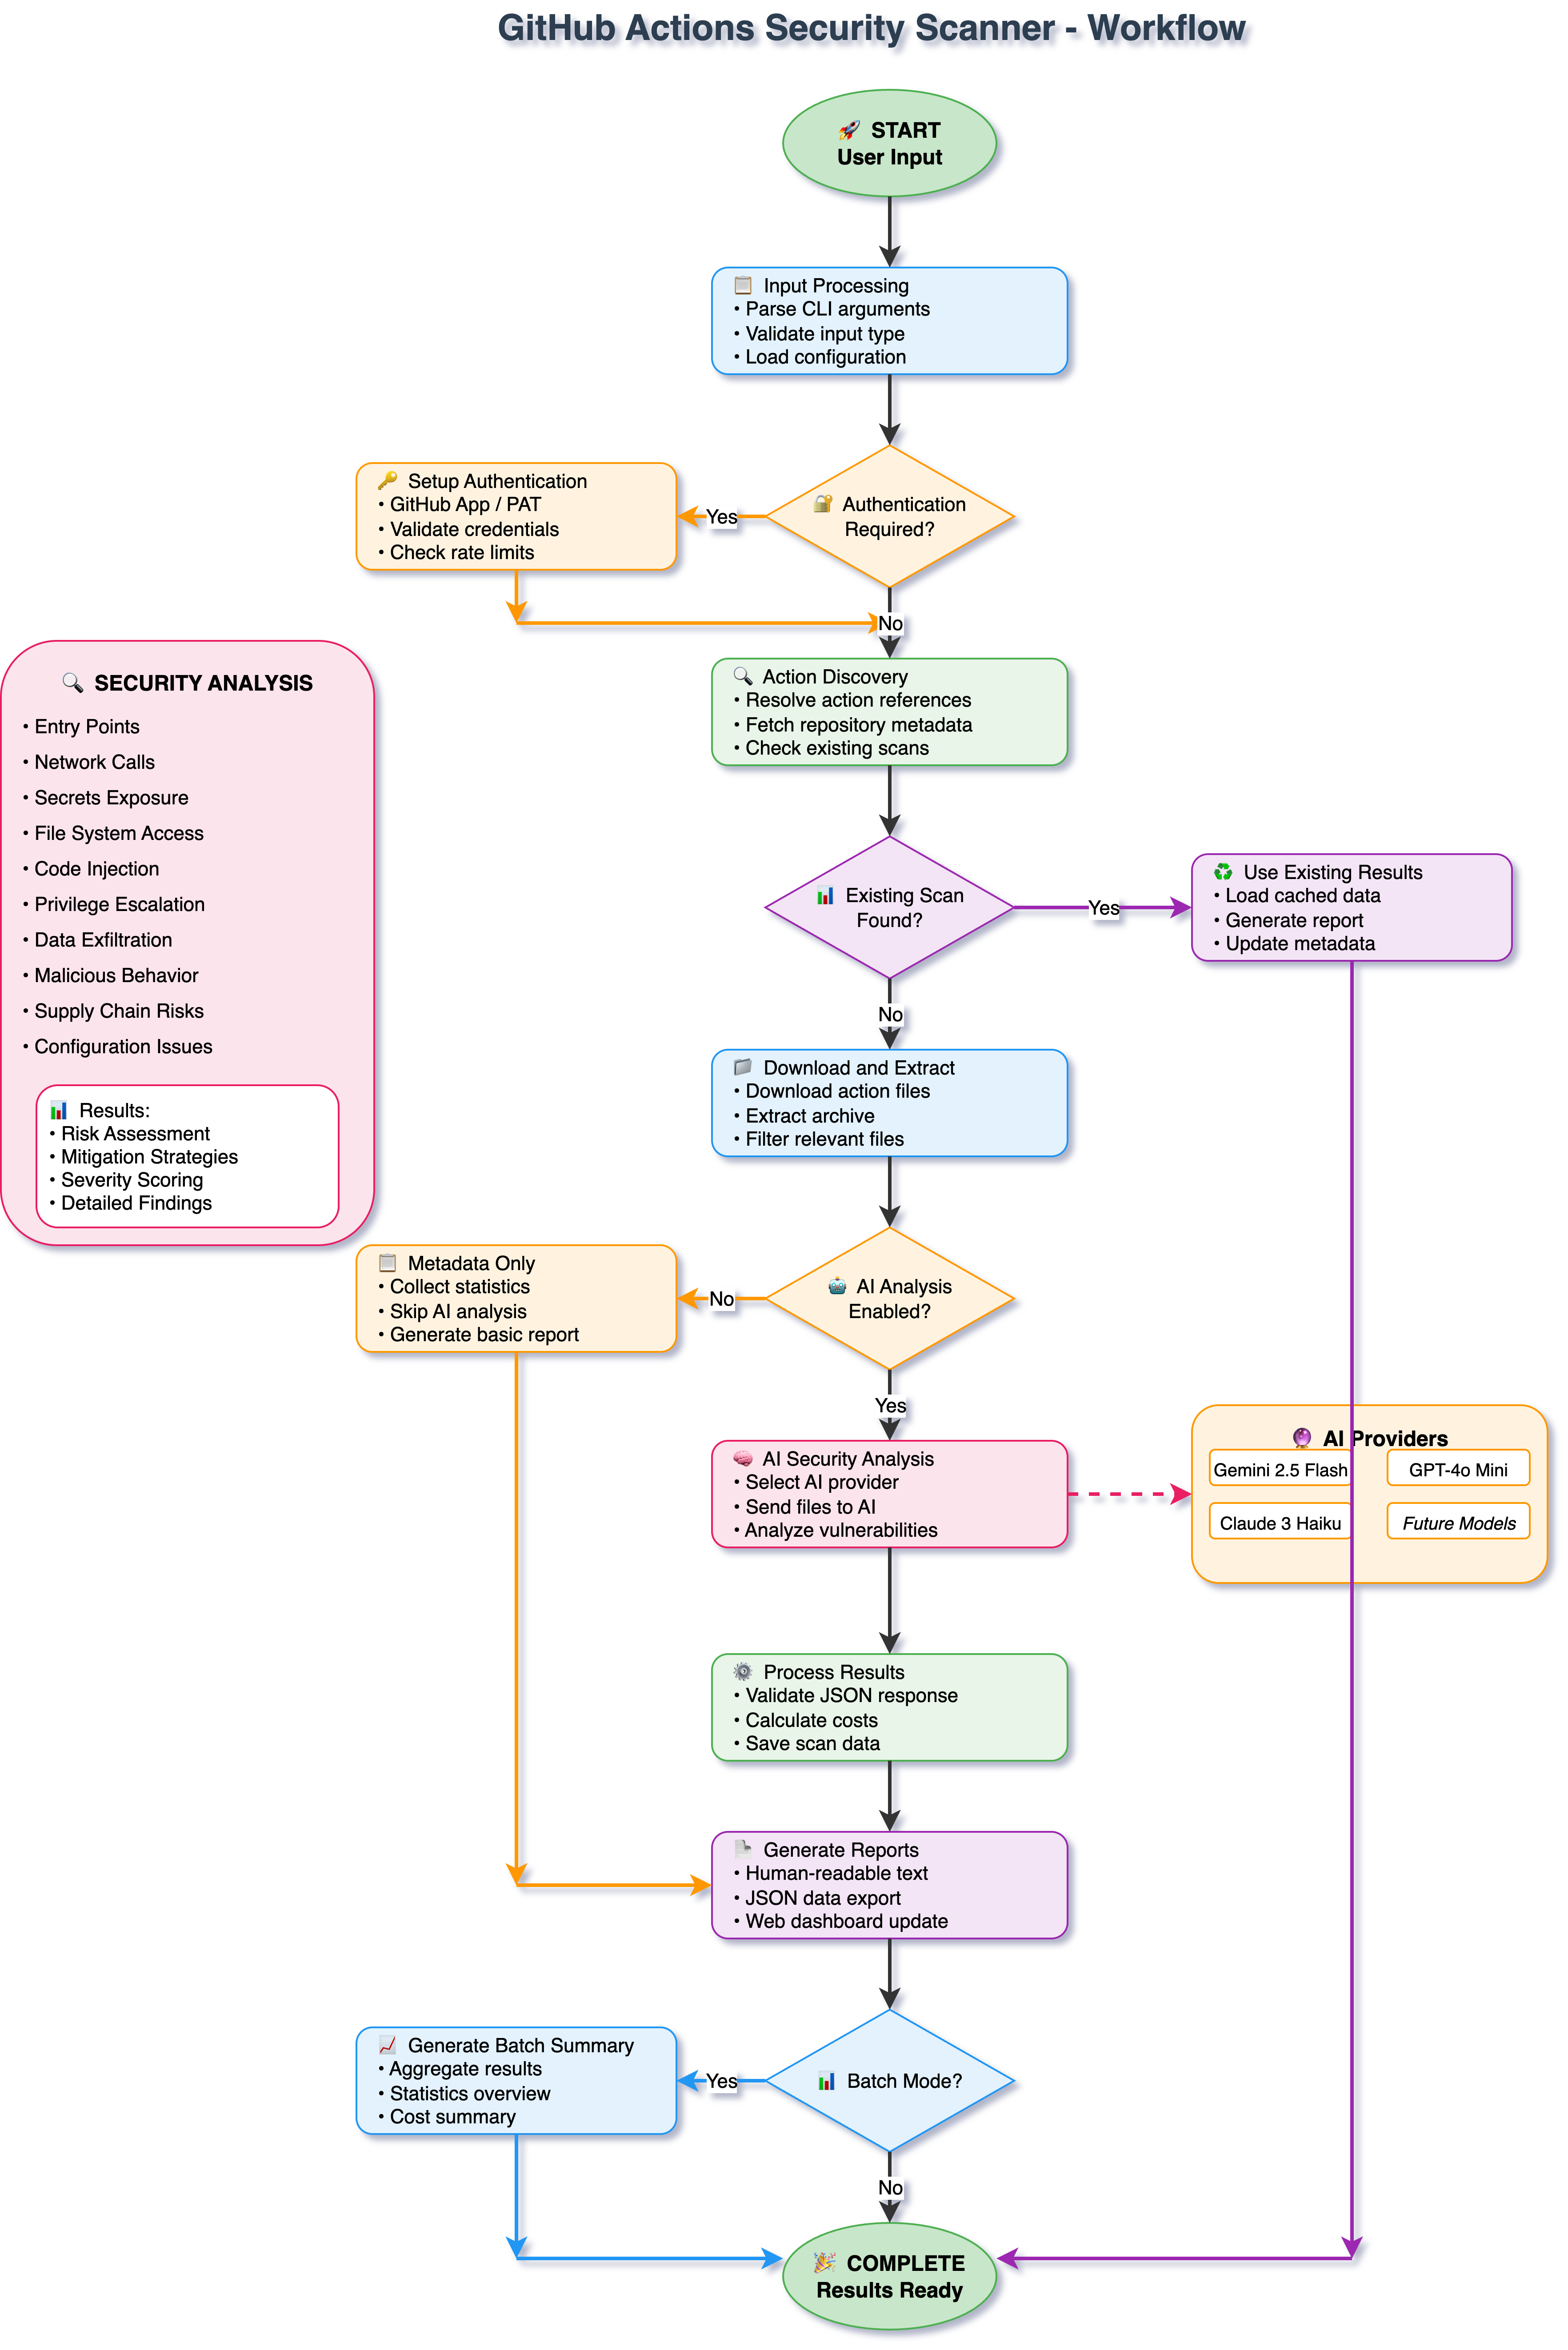 GitHub Actions Security Scanner - Workflow
🚀 START
User Input
📋 Input Processing
• Parse CLI arguments
• Validate input type
• Load configuration
🔑 Setup Authentication
• GitHub App / PAT
• Validate credentials
• Check rate limits
Yes
🔐 Authentication
Required?
No
🔍 SECURITY ANALYSIS
• Entry Points
• Network Calls
• Secrets Exposure
• File System Access
• Code Injection
• Privilege Escalation
• Data Exfiltration
• Malicious Behavior
• Supply Chain Risks
• Configuration Issues
📊 Results:
• Risk Assessment
• Mitigation Strategies
• Severity Scoring
• Detailed Findings
🔍 Action Discovery
• Resolve action references
• Fetch repository metadata
• Check existing scans
📊 Existing Scan
Found?
Yes
♻️ Use Existing Results
• Load cached data
• Generate report
• Update metadata
No
📁 Download and Extract
• Download action files
• Extract archive
• Filter relevant files
📋 Metadata Only
• Collect statistics
• Skip AI analysis
• Generate basic report
No
🤖 AI Analysis
Enabled?
Yes
🧠 AI Security Analysis
• Select AI provider
• Send files to AI
• Analyze vulnerabilities
🔮 AI Providers
Gemini 2.5 Flash
GPT-4o Mini
Claude 3 Haiku
Future Models
⚙️ Process Results
• Validate JSON response
• Calculate costs
• Save scan data
📄 Generate Reports
• Human-readable text
• JSON data export
• Web dashboard update
📈 Generate Batch Summary
• Aggregate results
• Statistics overview
• Cost summary
Yes
📊 Batch Mode?
No
🎉 COMPLETE
Results Ready